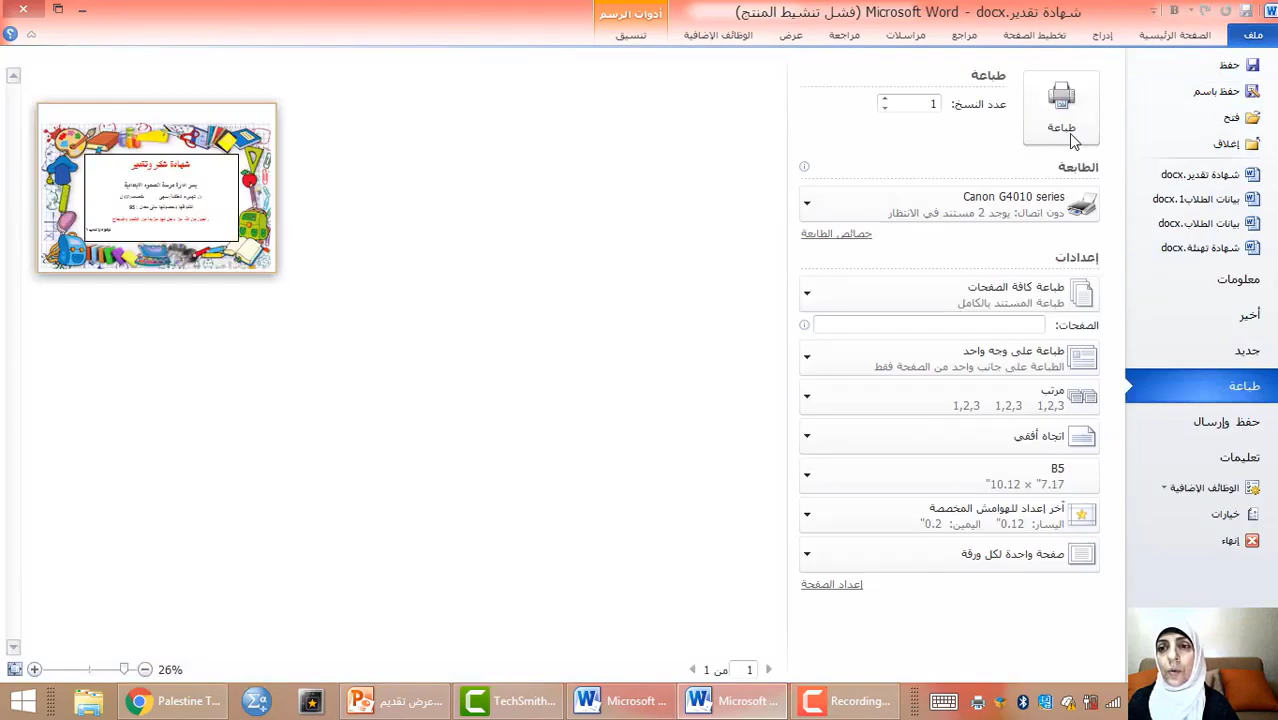 شهادة تقدير.docx - Microsoft Word (فشل تنشيط المنتج)
أدوات الرسم
ملف
الصفحة الرئيسية
إدراج
تخطيط الصفحة
مراجع
مراسلات
مراجعة
عرض
الوظائف الإضافية
تنسيق
حفظ
حفظ باسم
فتح
إغلاق
شهادة تقدير.docx
بيانات الطلاب1.docx
بيانات الطلاب.docx
شهادة تهنئة.docx
معلومات
أخير
جديد
طباعة
حفظ وإرسال
تعليمات
الوظائف الإضافية
خيارات
إنهاء
طباعة
طباعة
عدد النسخ: 1
الطابعة
Canon G4010 series
دون اتصال: يوجد 2 مستند في الانتظار
خصائص الطابعة
إعدادات
طباعة كافة الصفحات
طباعة المستند بالكامل
الصفحات:
طباعة على وجه واحد
الطباعة على جانب واحد من الصفحة فقط
مرتب
1,2,3 1,2,3 1,2,3
اتجاه أفقي
B5
7.17" × 10.12"
آخر إعداد للهوامش المخصصة
اليسار: 0.12" اليمين: 0.2"
صفحة واحدة لكل ورقة
إعداد الصفحة
شهادة شكر وتقدير
26%
1 من 1
Palestine T...
عرض تقديم...
TechSmith...
Microsoft ...
Microsoft ...
Recording...